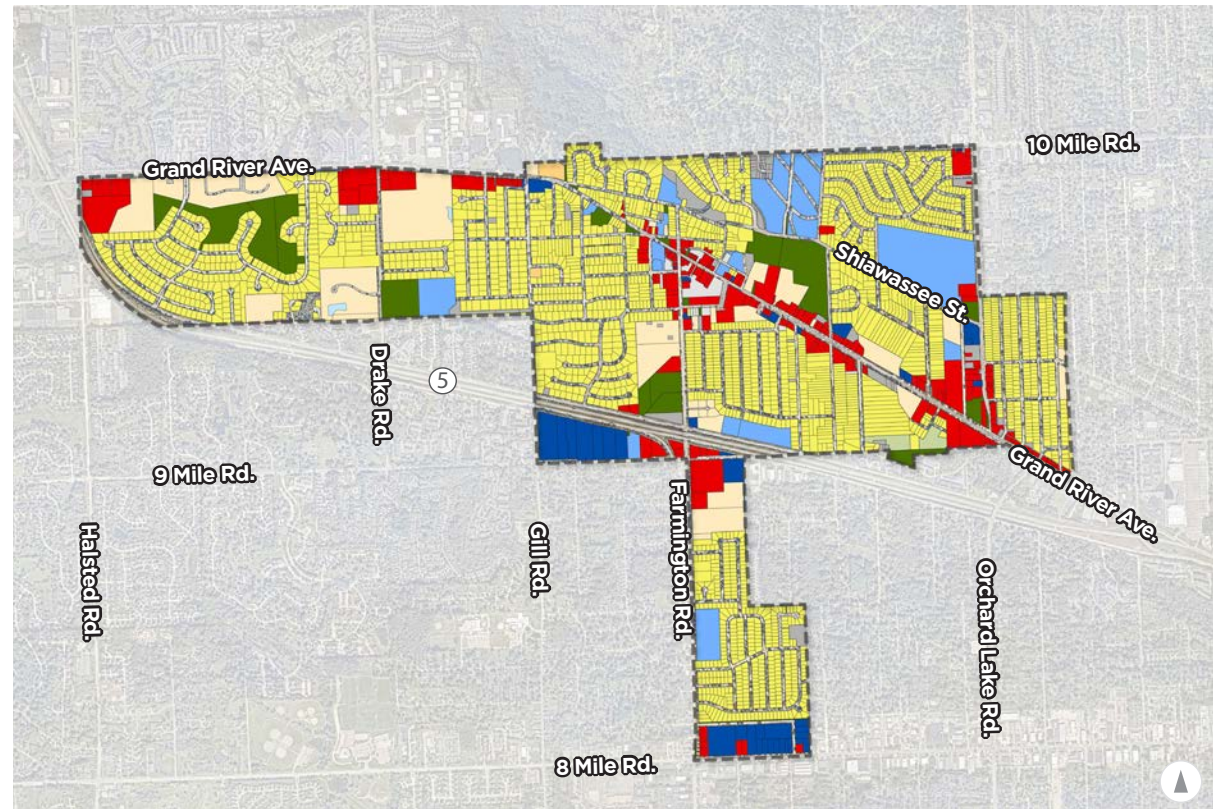 10 Mile Rd.
Grand River Ave.
Shiawassee St.
Drake Rd.
5
9 Mile Rd.
Grand River Ave.
Halsted Rd.
Gill Rd.
Farmington Rd.
Orchard Lake Rd.
8 Mile Rd.